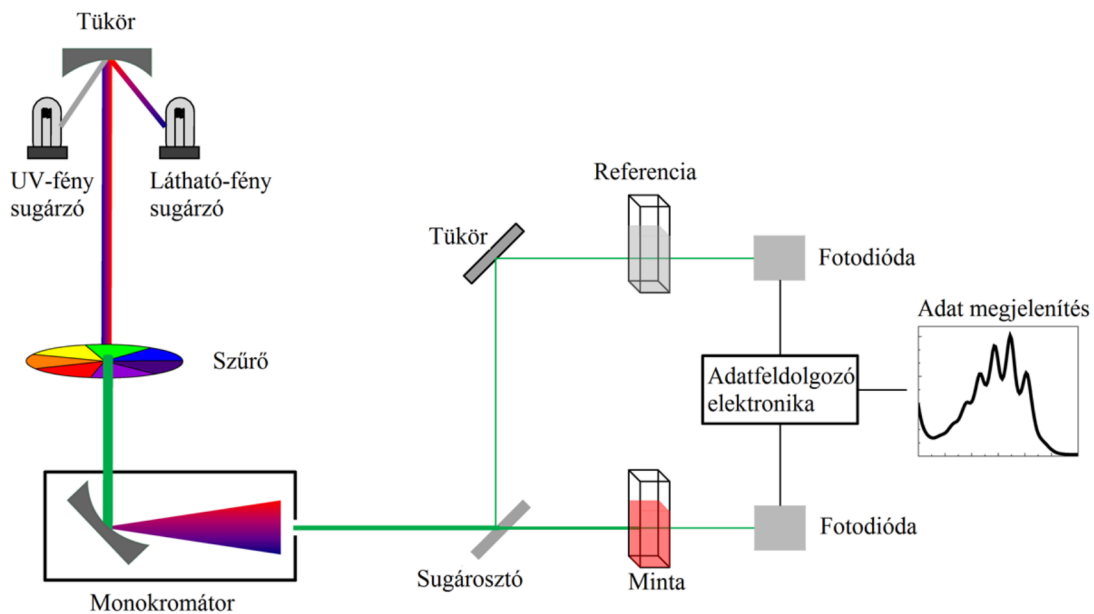 Tükör
UV-fény
sugárzó
Látható-fény
sugárzó
Referencia
Tükör
Fotodióda
Adat megjelenítés
Szűrő
Adatfeldolgozó
elektronika
Fotodióda
Sugárosztó
Minta
Monokromátor